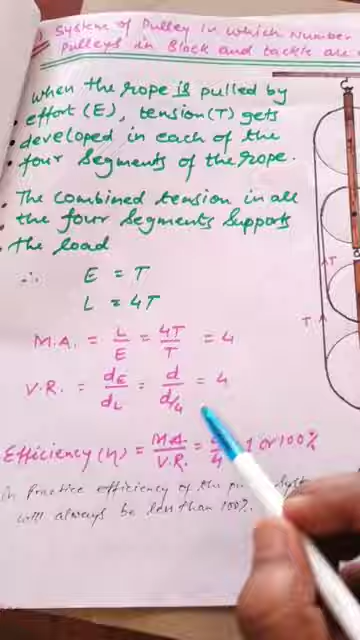 System of Pulley in which Number
Pulleys in Block and tackle are
when the rope is pulled by
effort (E), tension (T) gets
developed in each of the
four segments of the rope.
The combined tension in all
the four segments supports
the load
∴ E = T
L = 4T
M.A. = L/E = 4T/T = 4
V.R. = dE/dL = d/d/4 = 4
T
T
Efficiency (η) = M.A./V.R. = 4 1 or 100%
In practice efficiency of the
will always be less than 100%.